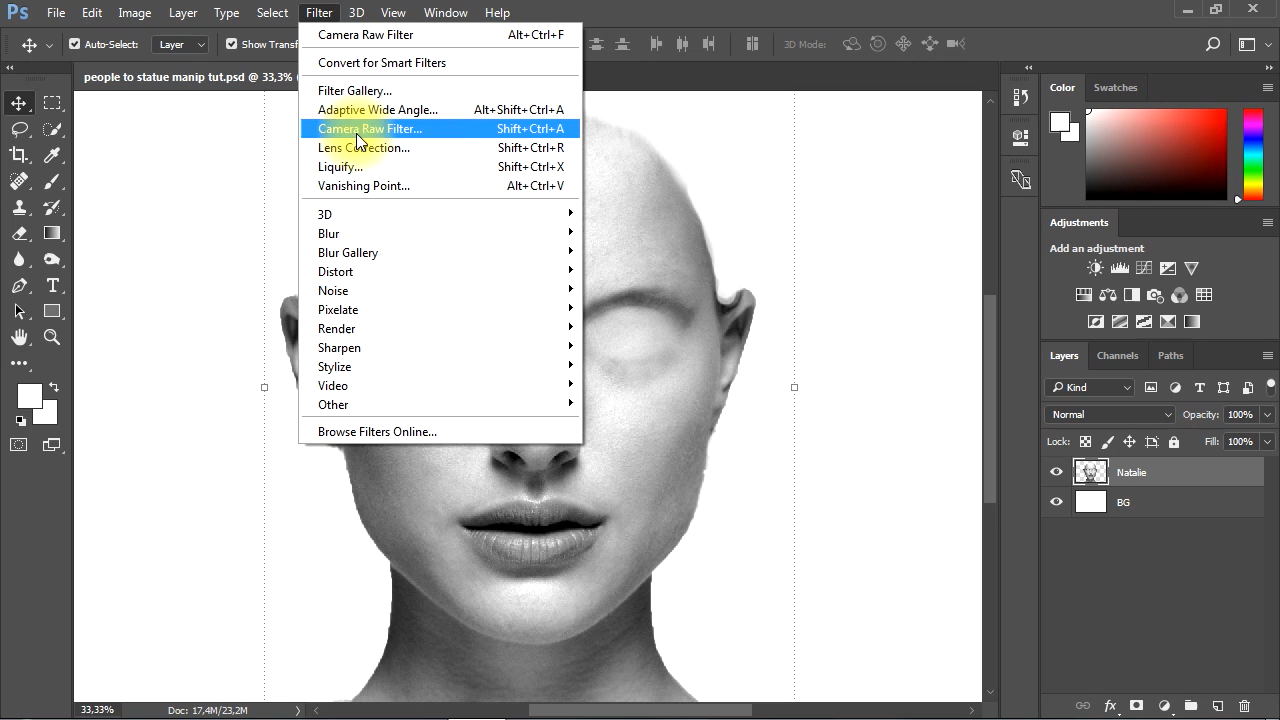 Ps File Edit Image Layer Type Select Filter 3D View Window Help
Auto-Select: Layer Show Transf 3D Mode:
people to statue manip tut.psd @ 33,3%
Camera Raw Filter Alt+Ctrl+F
Convert for Smart Filters
Filter Gallery...
Adaptive Wide Angle... Alt+Shift+Ctrl+A
Camera Raw Filter... Shift+Ctrl+A
Lens Correction... Shift+Ctrl+R
Liquify... Shift+Ctrl+X
Vanishing Point... Alt+Ctrl+V
3D
Blur
Blur Gallery
Distort
Noise
Pixelate
Render
Sharpen
Stylize
Video
Other
Browse Filters Online...
Color Swatches
Adjustments
Add an adjustment
Layers Channels Paths
Kind
Normal Opacity: 100%
Lock: Fill: 100%
Natalie
BG
fx
33,33% Doc: 17,4M/23,2M